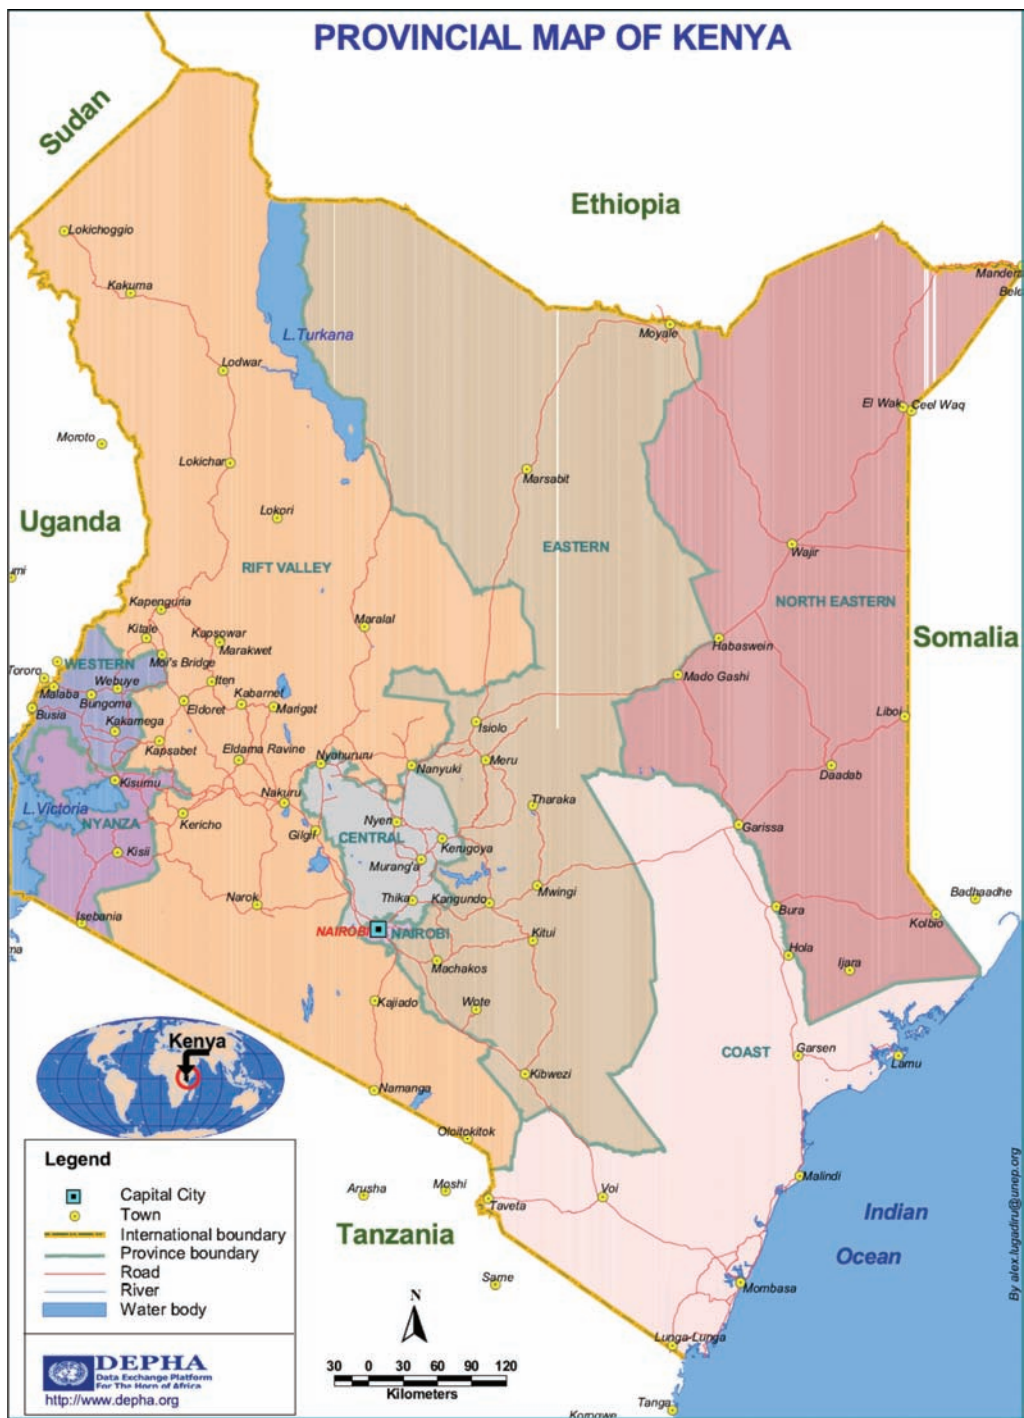 PROVINCIAL MAP OF KENYA
Sudan
Ethiopia
Lokichoggio
Mandera
Kakuma
L.Turkana
Moyale
Lodwar
El Wak
Ceel Waq
Moroto
Lokichar
Marsabit
Lokori
Uganda
EASTERN
Wajir
RIFT VALLEY
NORTH EASTERN
Kapenguria
Maralal
Kitale
Kapsowar
Marakwet
Habaswein
Somalia
WESTERN
Moi's Bridge
Tororo
Mado Gashi
Malaba
Webuye
Iten
Bungoma
Kabarnet
Busia
Eldoret
Marigat
Liboi
Kakamega
Isiolo
Kapsabet
Eldama Ravine
Nyahururu
Meru
Nanyuki
Daadab
Kisumu
Nakuru
Tharaka
L.Victoria
NYANZA
Kericho
Nyeri
Garissa
Gilgil
CENTRAL
Kerugoya
Kisii
Murang'a
Narok
Thika
Kangundo
Mwingi
Badhaadhe
Isebania
Bura
Kolbio
NAIROBI
NAIROBI
Kitui
Hola
Machakos
Ijara
Kajiado
Wote
Kenya
COAST
Garsen
Lamu
Kibwezi
Namanga
Oloitokitok
Legend
Capital City
Town
International boundary
Province boundary
Road
River
Water body
Arusha
Moshi
Taveta
Voi
Malindi
Tanzania
Indian
Ocean
Same
Mombasa
N
Lunga-Lunga
30 0 30 60 90 120
Kilometers
DEPHA
Data Exchange Platform
For The Horn of Africa
http://www.depha.org
Tanga
Korogwe
By alex.lugadiru@unep.org